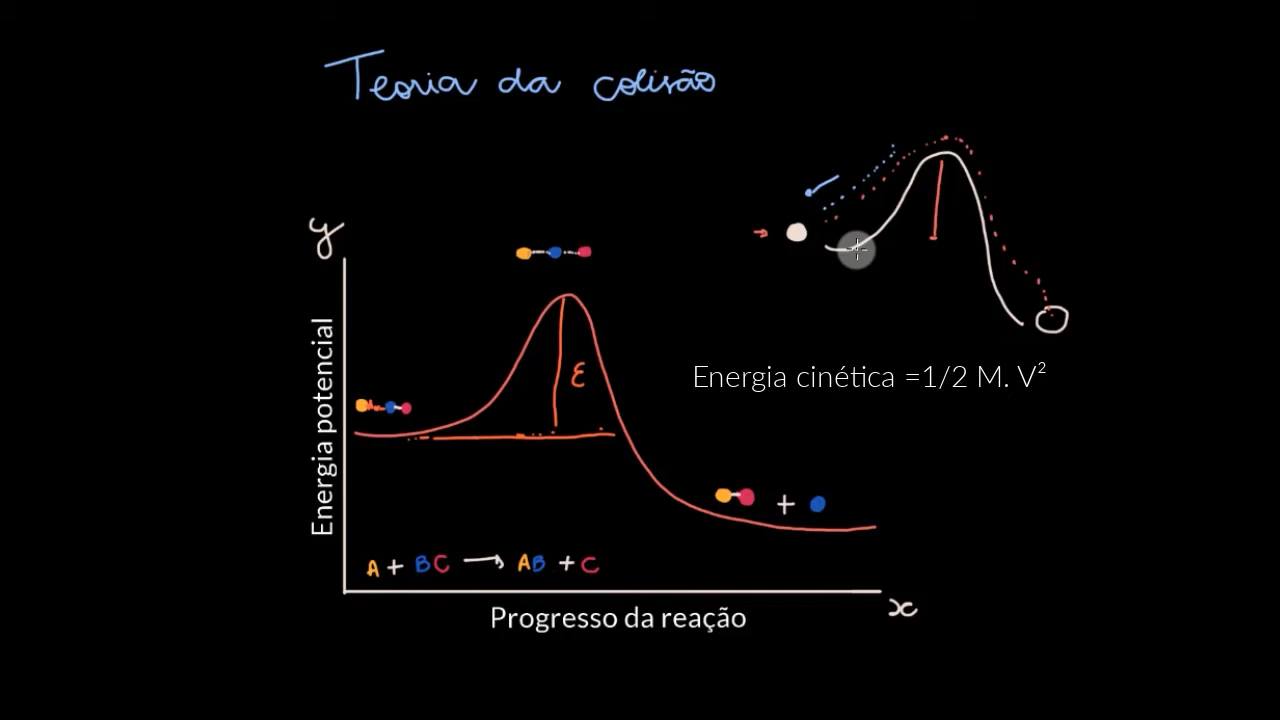 Teoria da colisão
y
Energia potencial
ε
Energia cinética =1/2 M. V²
+
A + BC → AB + C
x
Progresso da reação